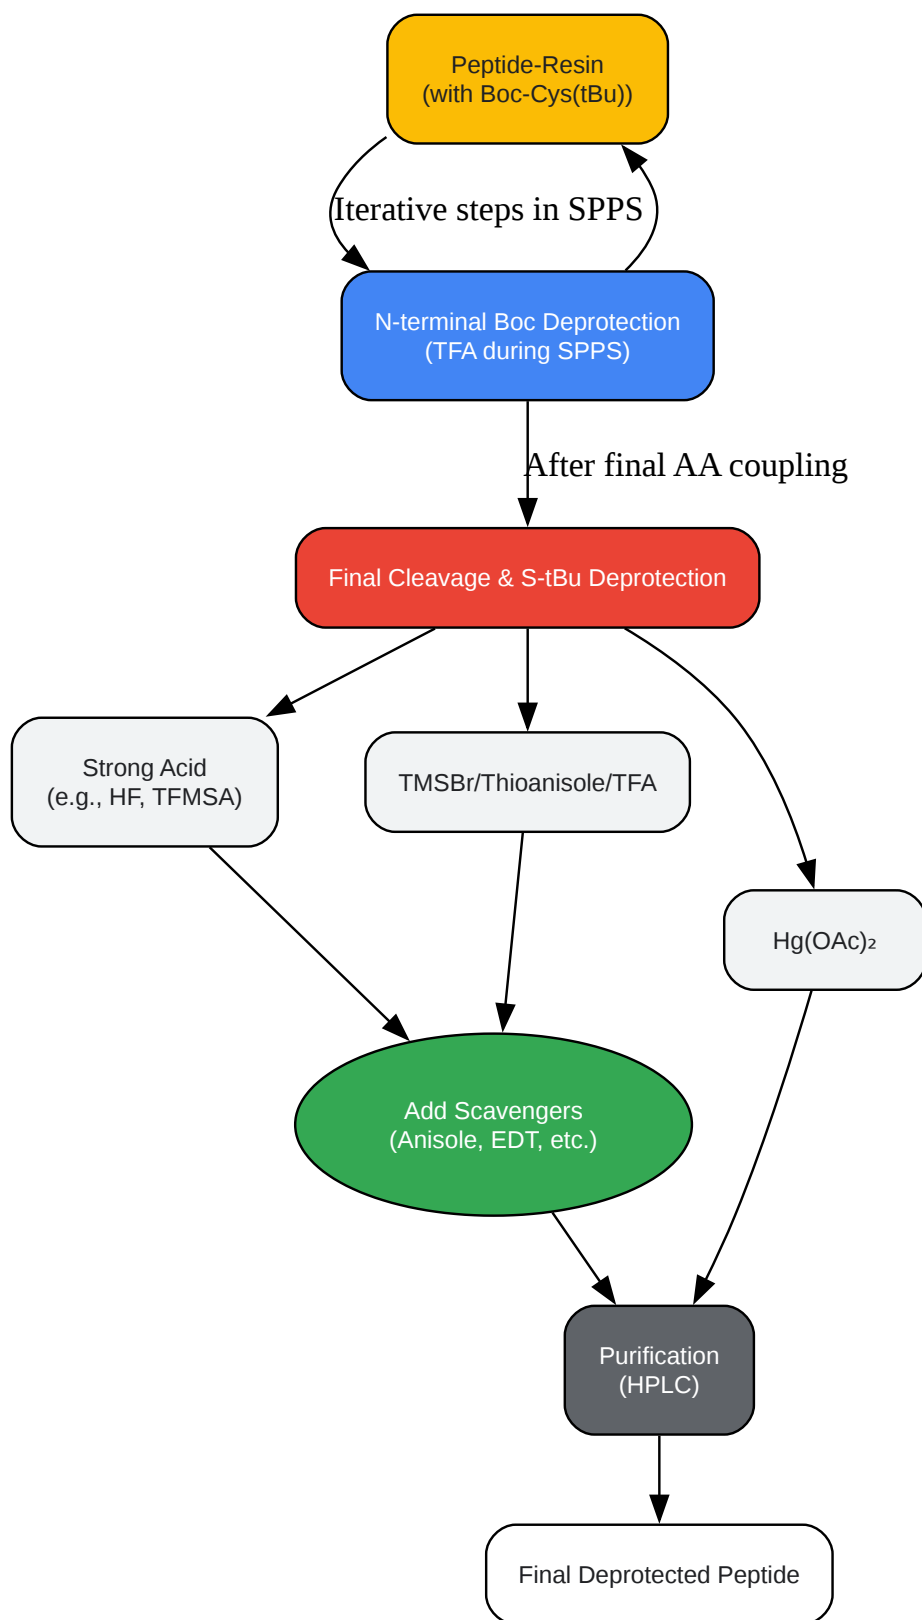 Peptide-Resin
(with Boc-Cys(tBu))
Iterative steps in SPPS
N-terminal Boc Deprotection
(TFA during SPPS)
After final AA coupling
Final Cleavage & S-tBu Deprotection
Strong Acid
(e.g., HF, TFMSA)
TMSBr/Thioanisole/TFA
Hg(OAc)₂
Add Scavengers
(Anisole, EDT, etc.)
Purification
(HPLC)
Final Deprotected Peptide